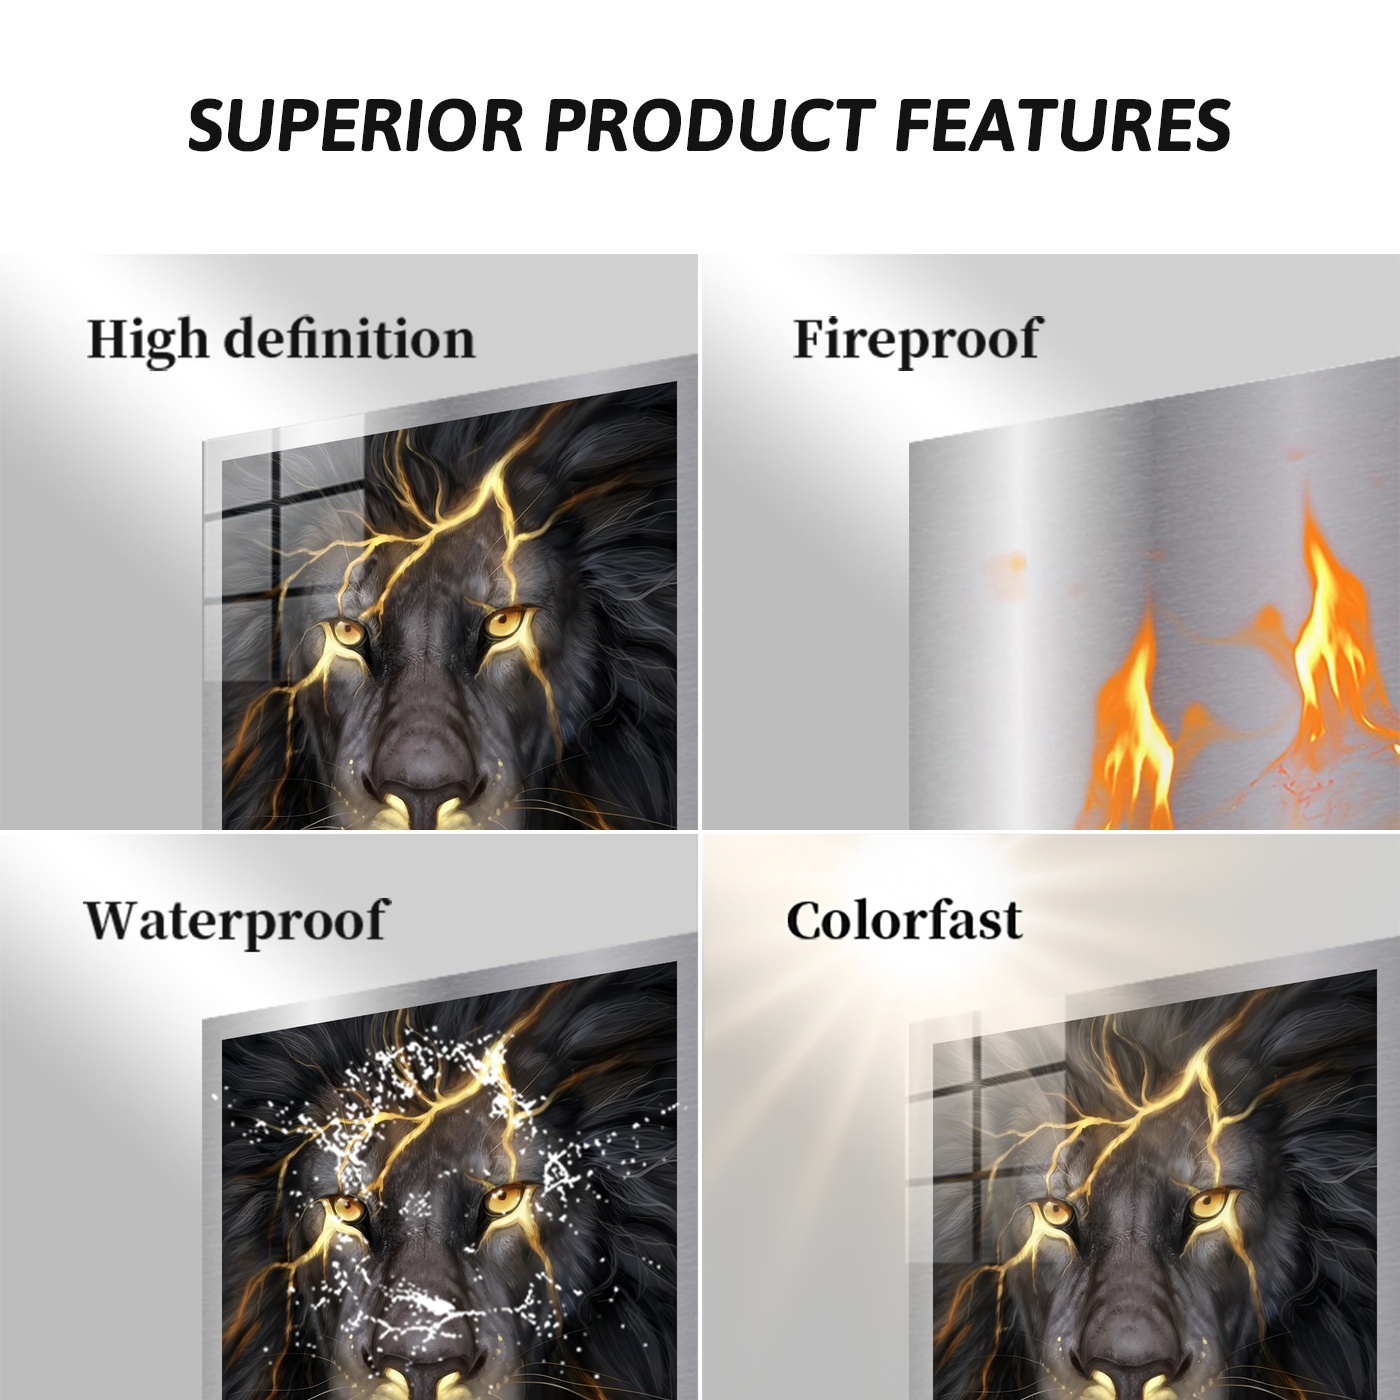 SUPERIOR PRODUCT FEATURES
High definition
Fireproof
Waterproof
Colorfast